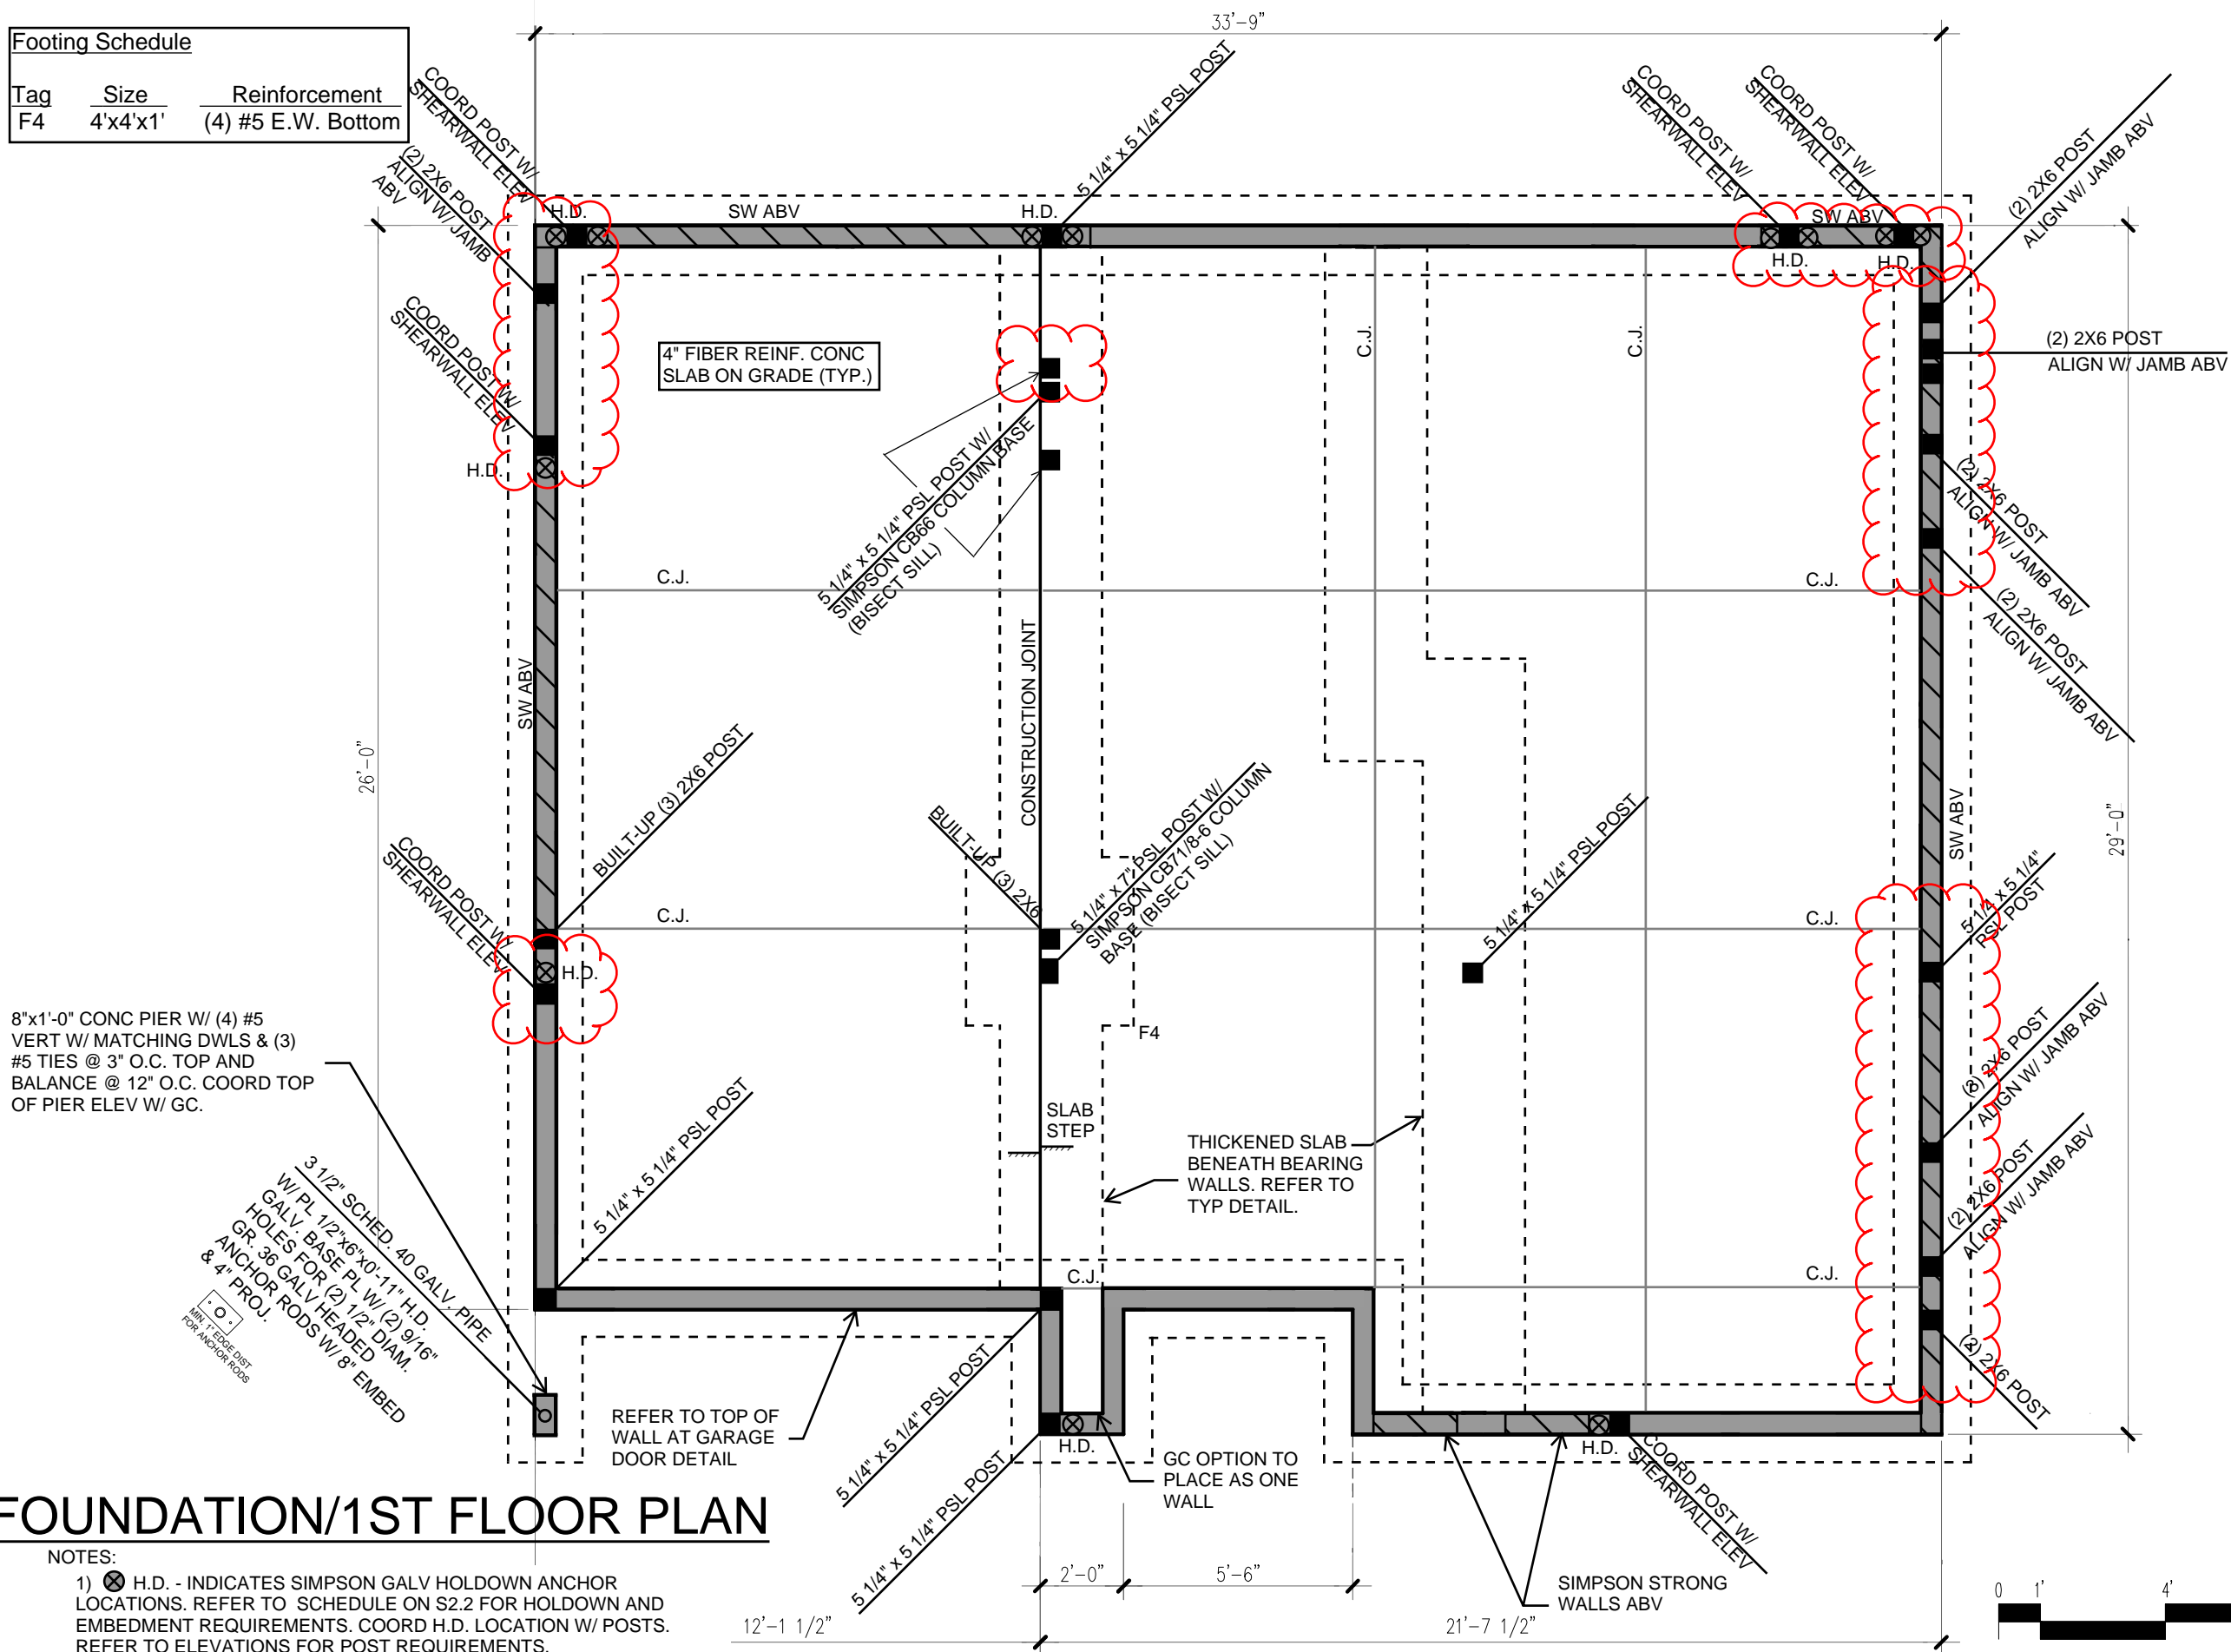 33'-9"
Footing Schedule
Tag Size Reinforcement
F4 4'x4'x1' (4) #5 E.W. Bottom
COORD POST W/
SHEARWALL ELEV
(2) 2X6 POST
ALIGN W/ JAMB
ABV
COORD POST W/
SHEARWALL ELEV
5 1/4" x 5 1/4" PSL POST
COORD POST W/
SHEARWALL ELEV
COORD POST W/
SHEARWALL ELEV
(2) 2X6 POST
ALIGN W/ JAMB ABV
H.D.
SW ABV
H.D.
SW ABV
H.D.
H.D.
(2) 2X6 POST
ALIGN W/ JAMB ABV
4" FIBER REINF. CONC
SLAB ON GRADE (TYP.)
C.J.
C.J.
H.D.
5 1/4" x 5 1/4" PSL POST W/
SIMPSON CB66 COLUMN BASE
(BISECT SILL)
(2) 2X6 POST
ALIGN W/ JAMB ABV
(2) 2X6 POST
ALIGN W/ JAMB ABV
C.J.
C.J.
SW ABV
CONSTRUCTION JOINT
26'-0"
BUILT-UP (3) 2X6 POST
BUILT-UP (3) 2X6
5 1/4" x 7" PSL POST W/
SIMPSON CB71/8-6 COLUMN
BASE (BISECT SILL)
5 1/4" x 5 1/4" PSL POST
SW ABV
29'-0"
COORD POST W/
SHEARWALL ELEV
C.J.
C.J.
5 1/4 x 5 1/4"
PSL POST
H.D.
8"x1'-0" CONC PIER W/ (4) #5
VERT W/ MATCHING DWLS & (3)
#5 TIES @ 3" O.C. TOP AND
BALANCE @ 12" O.C. COORD TOP
OF PIER ELEV W/ GC.
F4
(3) 2X6 POST
ALIGN W/ JAMB ABV
5 1/4" x 5 1/4" PSL POST
SLAB
STEP
THICKENED SLAB
BENEATH BEARING
WALLS. REFER TO
TYP DETAIL.
(2) 2X6 POST
ALIGN W/ JAMB ABV
3 1/2" SCHED. 40 GALV. PIPE
W/ PL 1/2"x6"x0'-11" H.D.
GALV. BASE PL W/ (2) 9/16"
HOLES FOR (2) 1/2" DIAM.
GR. 36 GALV HEADED
ANCHOR RODS W/ 8" EMBED
& 4" PROJ.
MIN. 1" EDGE DIST
FOR ANCHOR RODS
C.J.
C.J.
(2) 2X6 POST
REFER TO TOP OF
WALL AT GARAGE
DOOR DETAIL
5 1/4" x 5 1/4" PSL POST
5 1/4" x 5 1/4" PSL POST
H.D.
GC OPTION TO
PLACE AS ONE
WALL
H.D.
COORD POST W/
SHEARWALL ELEV
SIMPSON STRONG
WALLS ABV
FOUNDATION/1ST FLOOR PLAN
NOTES:
1) H.D. - INDICATES SIMPSON GALV HOLDOWN ANCHOR
LOCATIONS. REFER TO SCHEDULE ON S2.2 FOR HOLDOWN AND
EMBEDMENT REQUIREMENTS. COORD H.D. LOCATION W/ POSTS.
REFER TO ELEVATIONS FOR POST REQUIREMENTS.
2'-0"
5'-6"
12'-1 1/2"
21'-7 1/2"
0 1' 4'